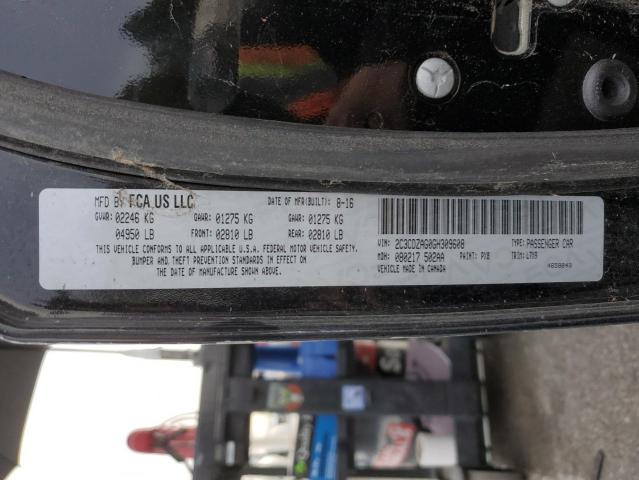 MFD BY FCA US LLC DATE OF MFR(BUILT): 8-16
GVWR: 02246 KG GAWR: 01275 KG GAWR: 01275 KG
04950 LB FRONT: 02810 LB REAR: 02810 LB
THIS VEHICLE CONFORMS TO ALL APPLICABLE U.S.A. FEDERAL MOTOR VEHICLE SAFETY,
BUMPER AND THEFT PREVENTION STANDARDS IN EFFECT ON
THE DATE OF MANUFACTURE SHOWN ABOVE.
VIN: 2C3CDZAG0GH309608 TYPE: PASSENGER CAR
MDH: 080217 502AA PAINT: PX8 TRIM: L7X9
VEHICLE MADE IN CANADA